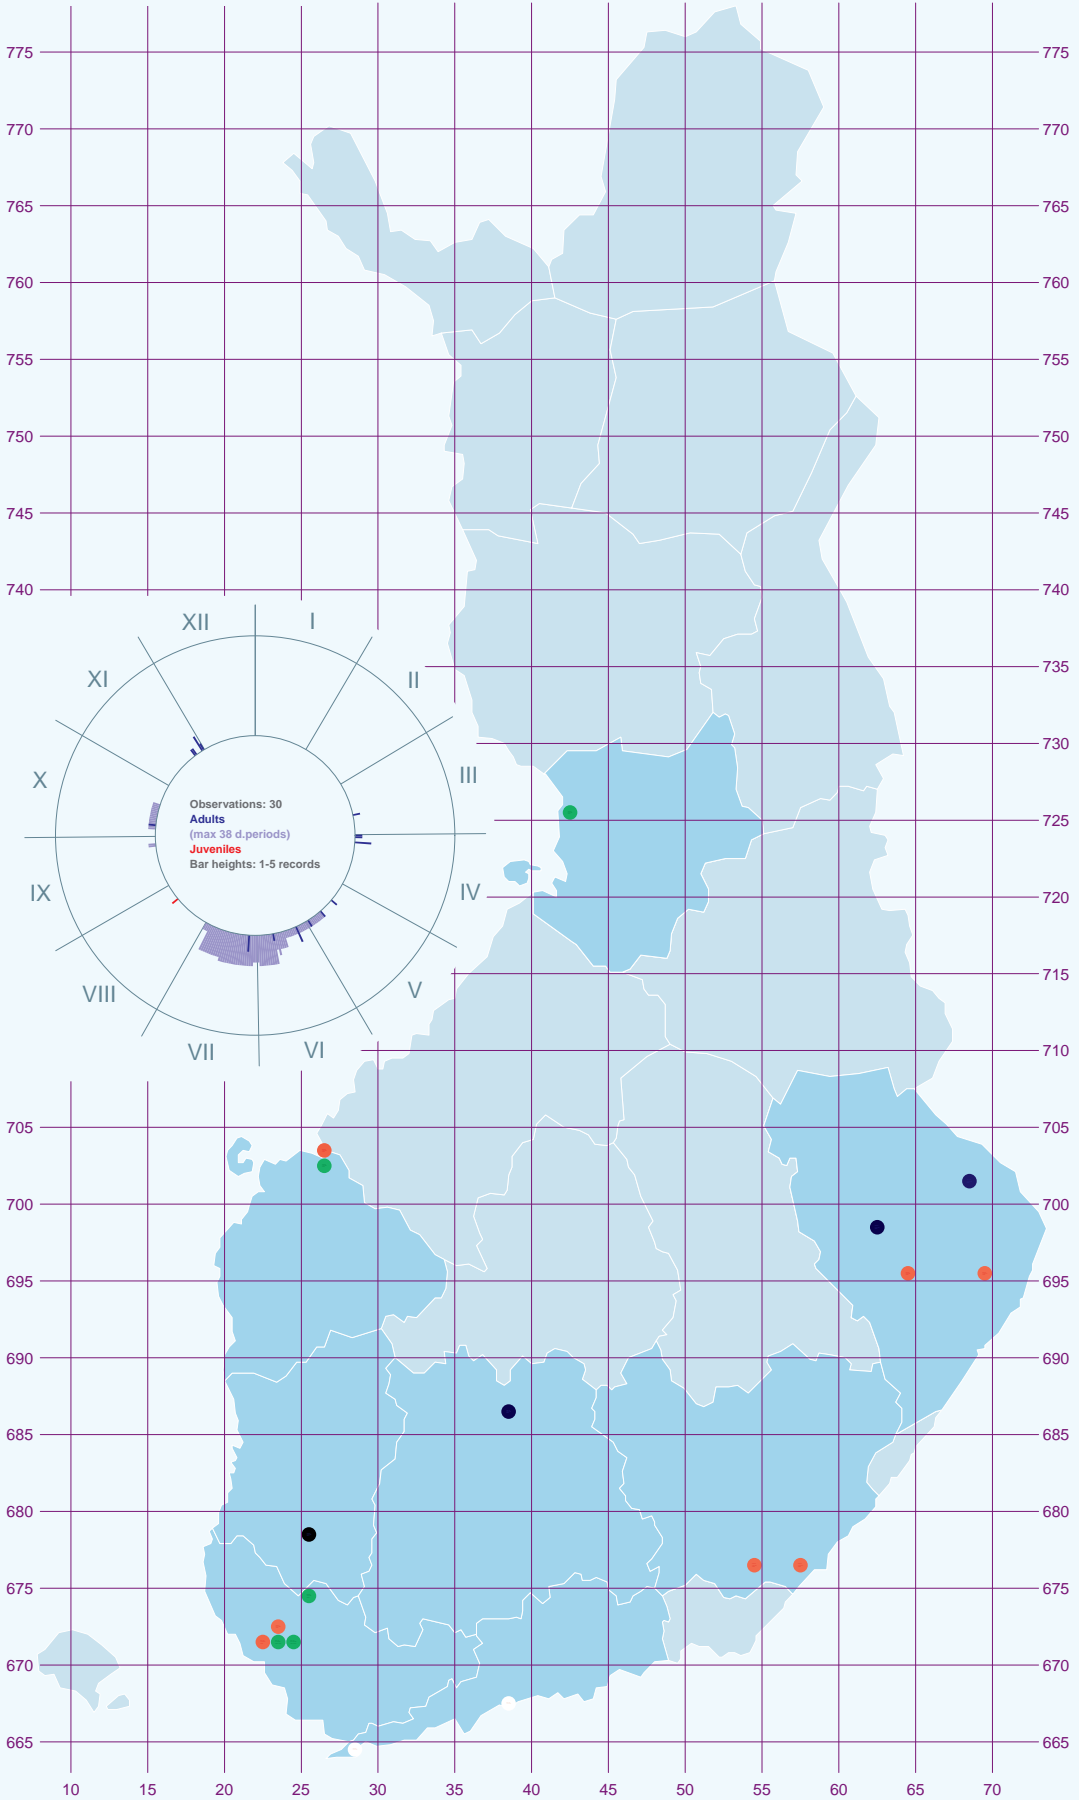 775 775
770 770
765 765
760 760
755 755
750 750
745 745
740 740
XII I
XI II
735
730
X III
Observations: 30
Adults
(max 38 d.periods)
Juveniles
Bar heights: 1-5 records
725
IX IV
720
VIII V
715
VII VI
710
705 705
700 700
695 695
690 690
685 685
680 680
675 675
670 670
665 665
10 15 20 25 30 35 40 45 50 55 60 65 70